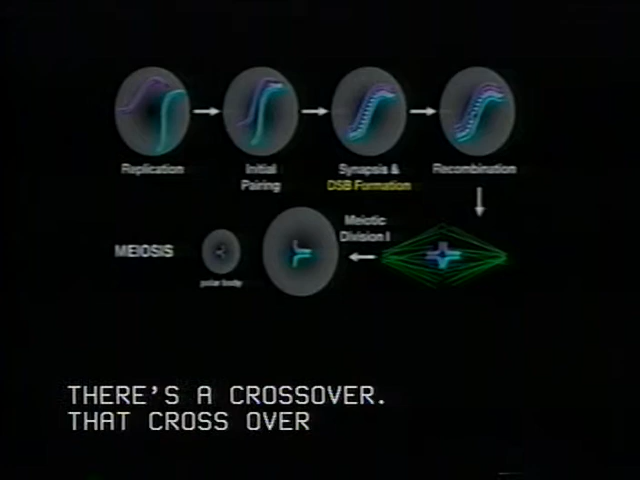 Replication
Initial
Pairing
Synapsis &
DSB Formation
Recombination
Meiotic
Division I
MEIOSIS
polar body
THERE'S A CROSSOVER.
THAT CROSS OVER